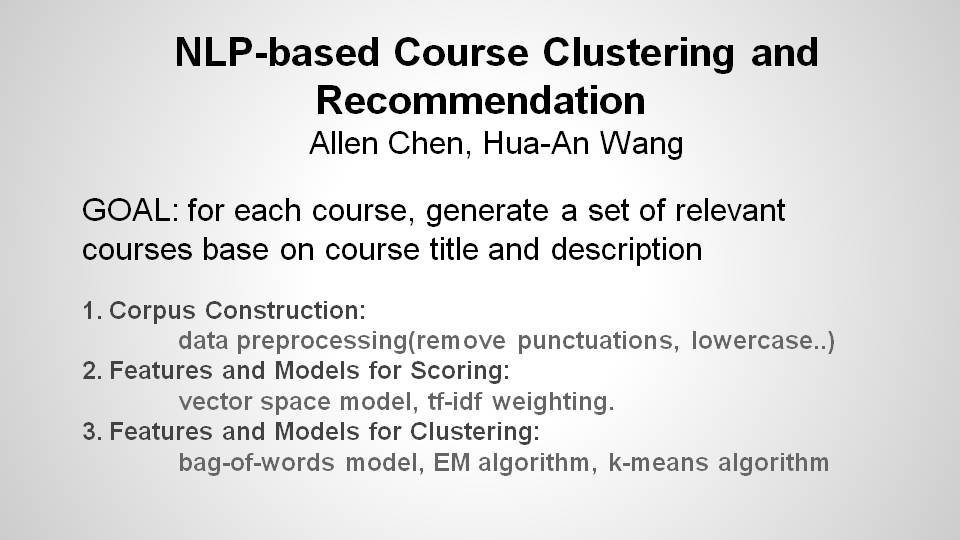 NLP-based Course Clustering and
Recommendation
Allen Chen, Hua-An Wang
GOAL: for each course, generate a set of relevant
courses base on course title and description
1. Corpus Construction:
data preprocessing(remove punctuations, lowercase..)
2. Features and Models for Scoring:
vector space model, tf-idf weighting.
3. Features and Models for Clustering:
bag-of-words model, EM algorithm, k-means algorithm